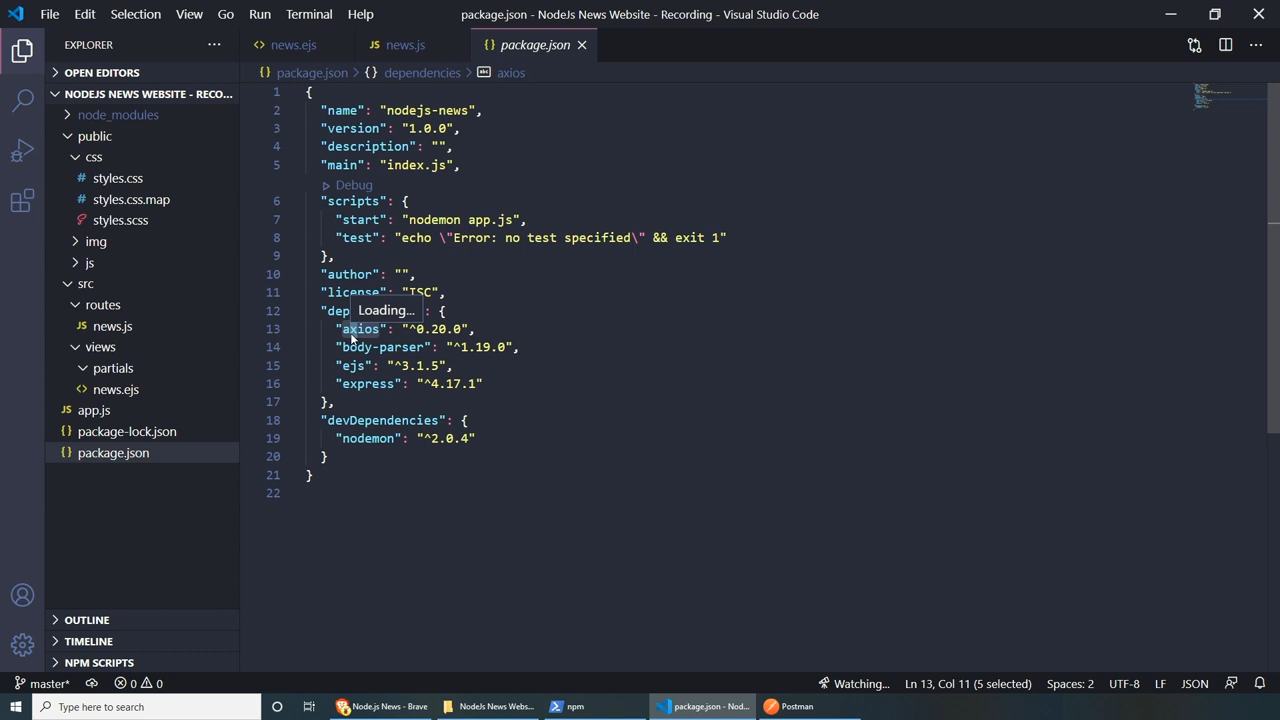 File Edit Selection View Go Run Terminal Help
package.json - NodeJs News Website - Recording - Visual Studio Code
EXPLORER
news.ejs
JS news.js
{} package.json
{} package.json > {} dependencies > abc axios
OPEN EDITORS
NODEJS NEWS WEBSITE - RECO...
node_modules
public
css
# styles.css
# styles.css.map
styles.scss
img
js
src
routes
JS news.js
views
partials
<> news.ejs
JS app.js
{} package-lock.json
{} package.json
OUTLINE
TIMELINE
NPM SCRIPTS
1 {
2 "name": "nodejs-news",
3 "version": "1.0.0",
4 "description": "",
5 "main": "index.js",
Debug
6 "scripts": {
7 "start": "nodemon app.js",
8 "test": "echo \"Error: no test specified\" && exit 1"
9 },
10 "author": "",
11 "license": "ISC",
12 "dep : {
Loading...
13 "axios": "^0.20.0",
14 "body-parser": "^1.19.0",
15 "ejs": "^3.1.5",
16 "express": "^4.17.1"
17 },
18 "devDependencies": {
19 "nodemon": "^2.0.4"
20 }
21 }
22
master* 0 0 Watching... Ln 13, Col 11 (5 selected) Spaces: 2 UTF-8 LF JSON
Type here to search
Node.js News - Brave
NodeJs News Webs...
npm
package.json - Nod...
Postman